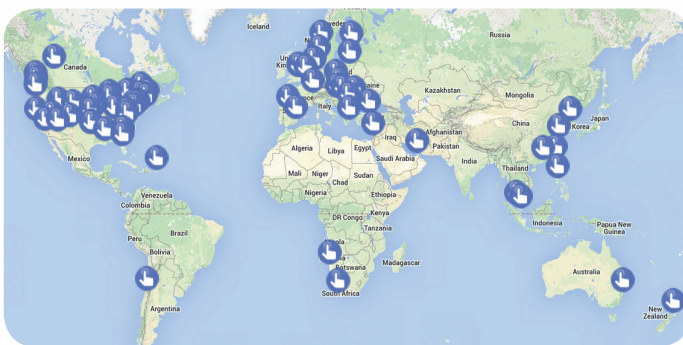 Iceland
Sweden
Russia
Canada
Kazakhstan
Mongolia
Italy
China
Japan
Korea
Iraq
Afghanistan
Pakistan
Algeria
Libya
Egypt
Saudi Arabia
India
Mexico
Thailand
Mali
Niger
Chad
Sudan
Nigeria
Ethiopia
Venezuela
Colombia
DR Congo
Kenya
Indonesia
Papua New
Guinea
Tanzania
Peru
Brazil
Bolivia
Botswana
Madagascar
Australia
South Africa
Argentina
New
Zealand